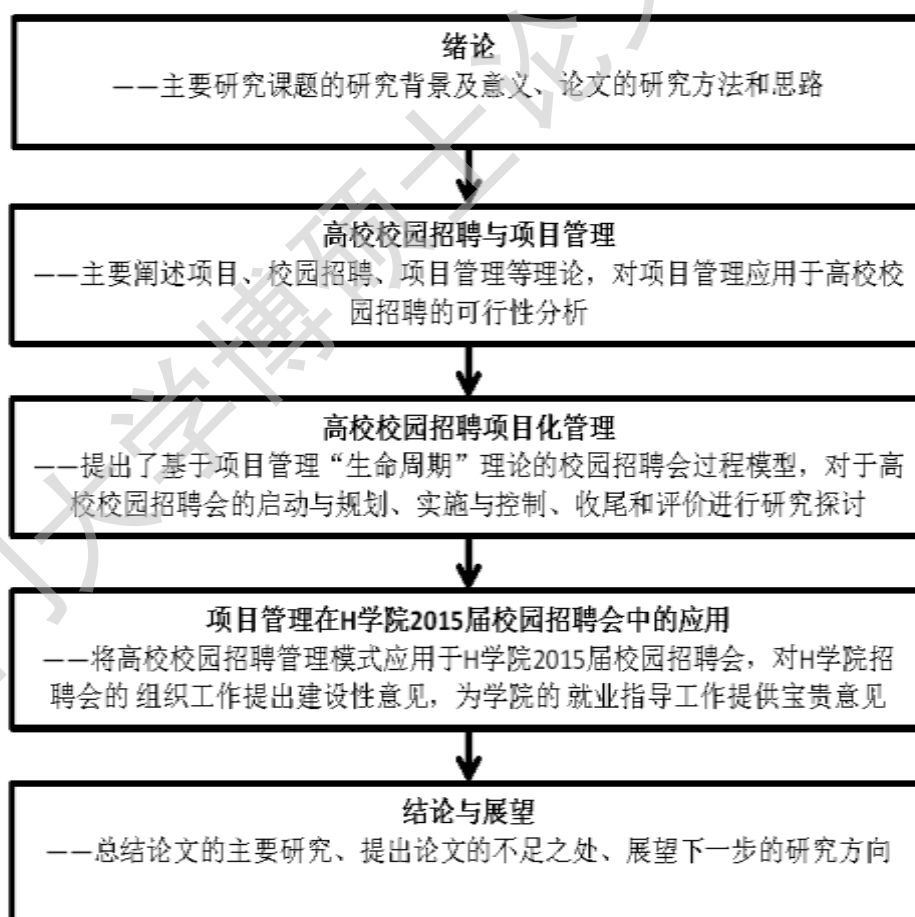 绪论
——主要研究课题的研究背景及意义、论文的研究方法和思路
高校校园招聘与项目管理
——主要阐述项目、校园招聘、项目管理等理论，对项目管理应用于高校校
园招聘的可行性分析
高校校园招聘项目化管理
——提出了基于项目管理“生命周期”理论的校园招聘会过程模型，对于高
校校园招聘会的启动与规划、实施与控制、收尾和评价进行研究探讨
项目管理在H学院2015届校园招聘会中的应用
——将高校校园招聘管理模式应用于H学院2015届校园招聘会，对H学院招
聘会的 组织工作提出建设性意见，为学院的 就业指导工作提供宝贵意见
结论与展望
——总结论文的主要研究、提出论文的不足之处、展望下一步的研究方向
大学博硕士论